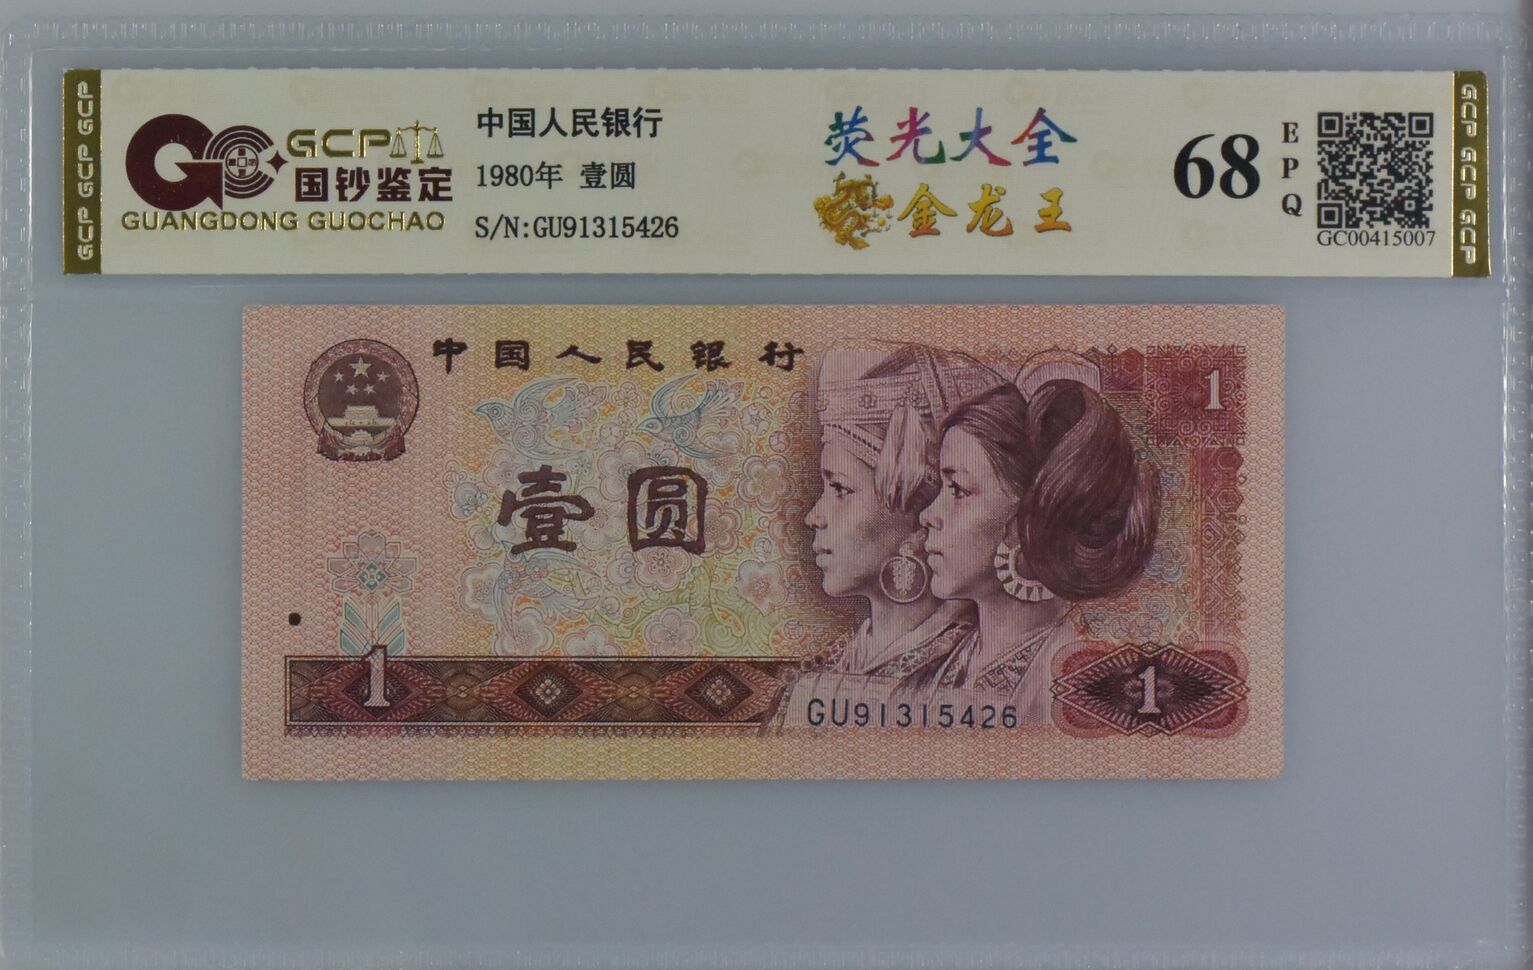 GCP GCP GCP
GCP
国钞鉴定
GUANGDONG GUOCHAO
中国人民银行
1980年 壹圆
S/N:GU91315426
荧光大全
金龙王
68
EPQ
GC00415007
GCP GCP GCP
中国人民银行
1
壹圆
1
GU91315426
1